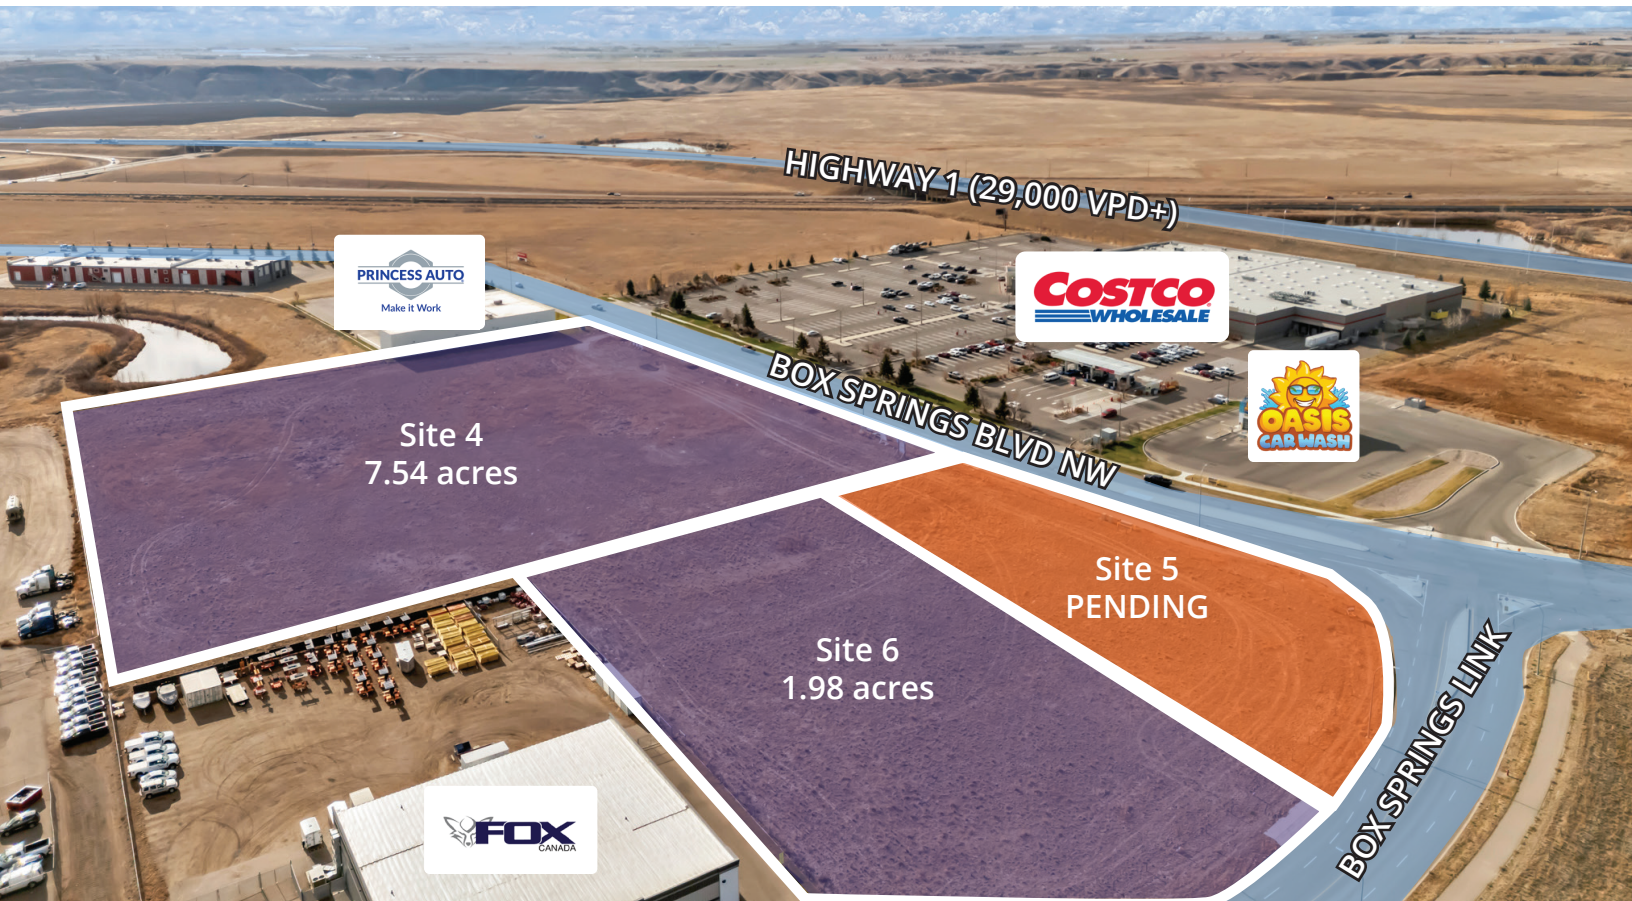 HIGHWAY 1 (29,000 VPD+)
PRINCESS AUTO
Make it Work
COSTCO
WHOLESALE
BOX SPRINGS BLVD NW
OASIS
CAR WASH
Site 4
7.54 acres
Site 5
PENDING
Site 6
1.98 acres
BOX SPRINGS LINK
FOX
CANADA